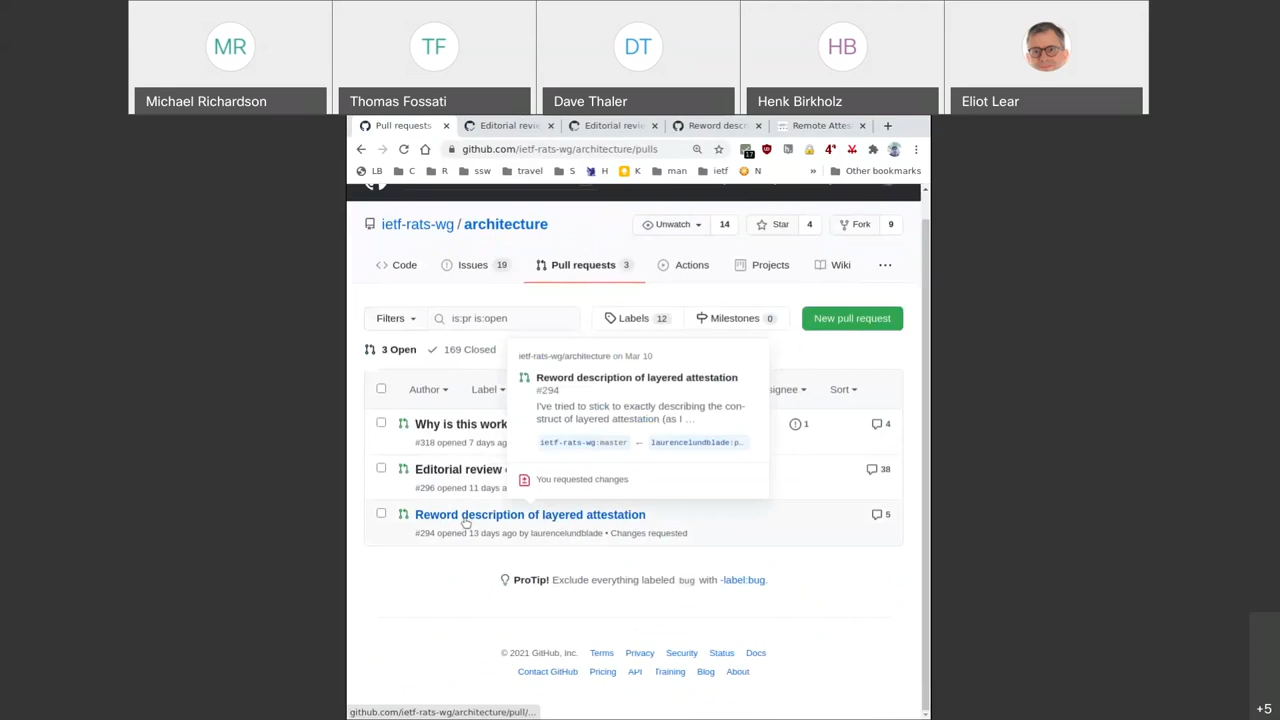 MR
TF
DT
HB
Michael Richardson
Thomas Fossati
Dave Thaler
Henk Birkholz
Eliot Lear
Pull requests
Editorial revie
Editorial revie
Reword descri
Remote Attes
github.com/ietf-rats-wg/architecture/pulls
17
LB
C
R
ssw
travel
S
H
K
man
ietf
N
»
Other bookmarks
ietf-rats-wg / architecture
Unwatch
14
Star
4
Fork
9
Code
Issues 19
Pull requests 3
Actions
Projects
Wiki
Filters
is:pr is:open
Labels 12
Milestones 0
New pull request
3 Open
169 Closed
Author
Label
signee
Sort
ietf-rats-wg/architecture on Mar 10
Reword description of layered attestation
#294
I've tried to stick to exactly describing the con-
struct of layered attestation (as I …
ietf-rats-wg:master ← laurencelundblade:p…
You requested changes
Why is this work
1
4
#318 opened 7 days a
Editorial review
38
#296 opened 11 days a
Reword description of layered attestation
5
#294 opened 13 days ago by laurencelundblade • Changes requested
ProTip! Exclude everything labeled bug with -label:bug.
© 2021 GitHub, Inc. Terms Privacy Security Status Docs
Contact GitHub Pricing API Training Blog About
github.com/ietf-rats-wg/architecture/pull/...
+5